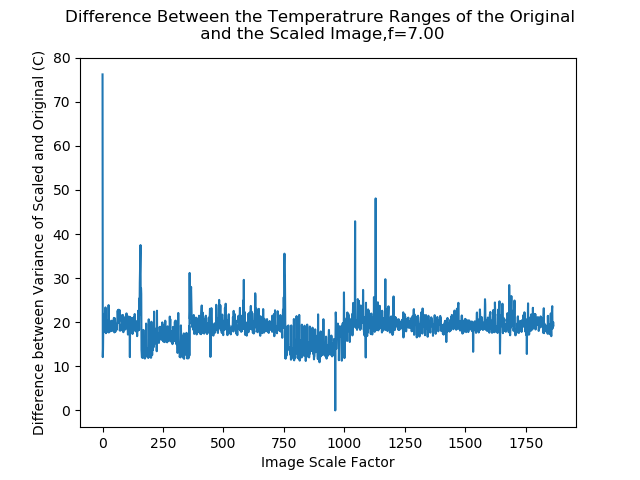 Difference Between the Temperatrure Ranges of the Original
and the Scaled Image,f=7.00
Difference between Variance of Scaled and Original (C)
80
70
60
50
40
30
20
10
0
0 250 500 750 1000 1250 1500 1750
Image Scale Factor